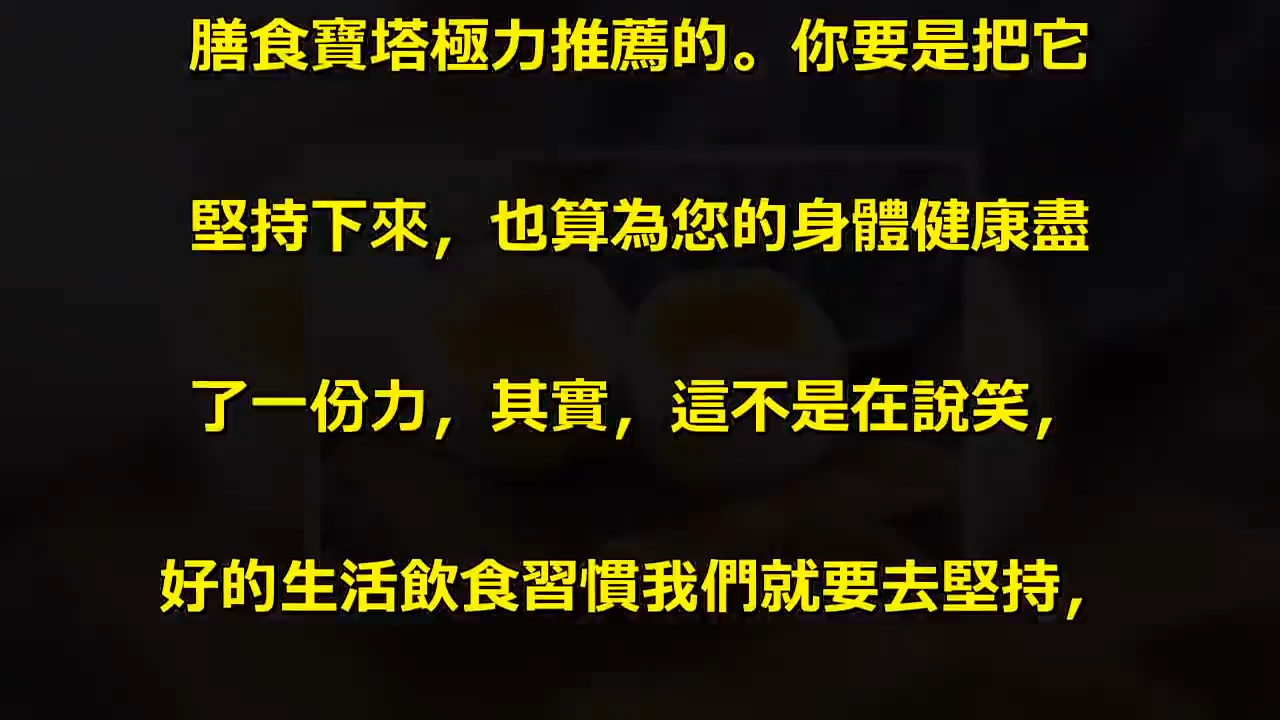 膳食寶塔極力推薦的。你要是把它
堅持下來，也算為您的身體健康盡
了一份力，其實，這不是在說笑，
好的生活飲食習慣我們就要去堅持，